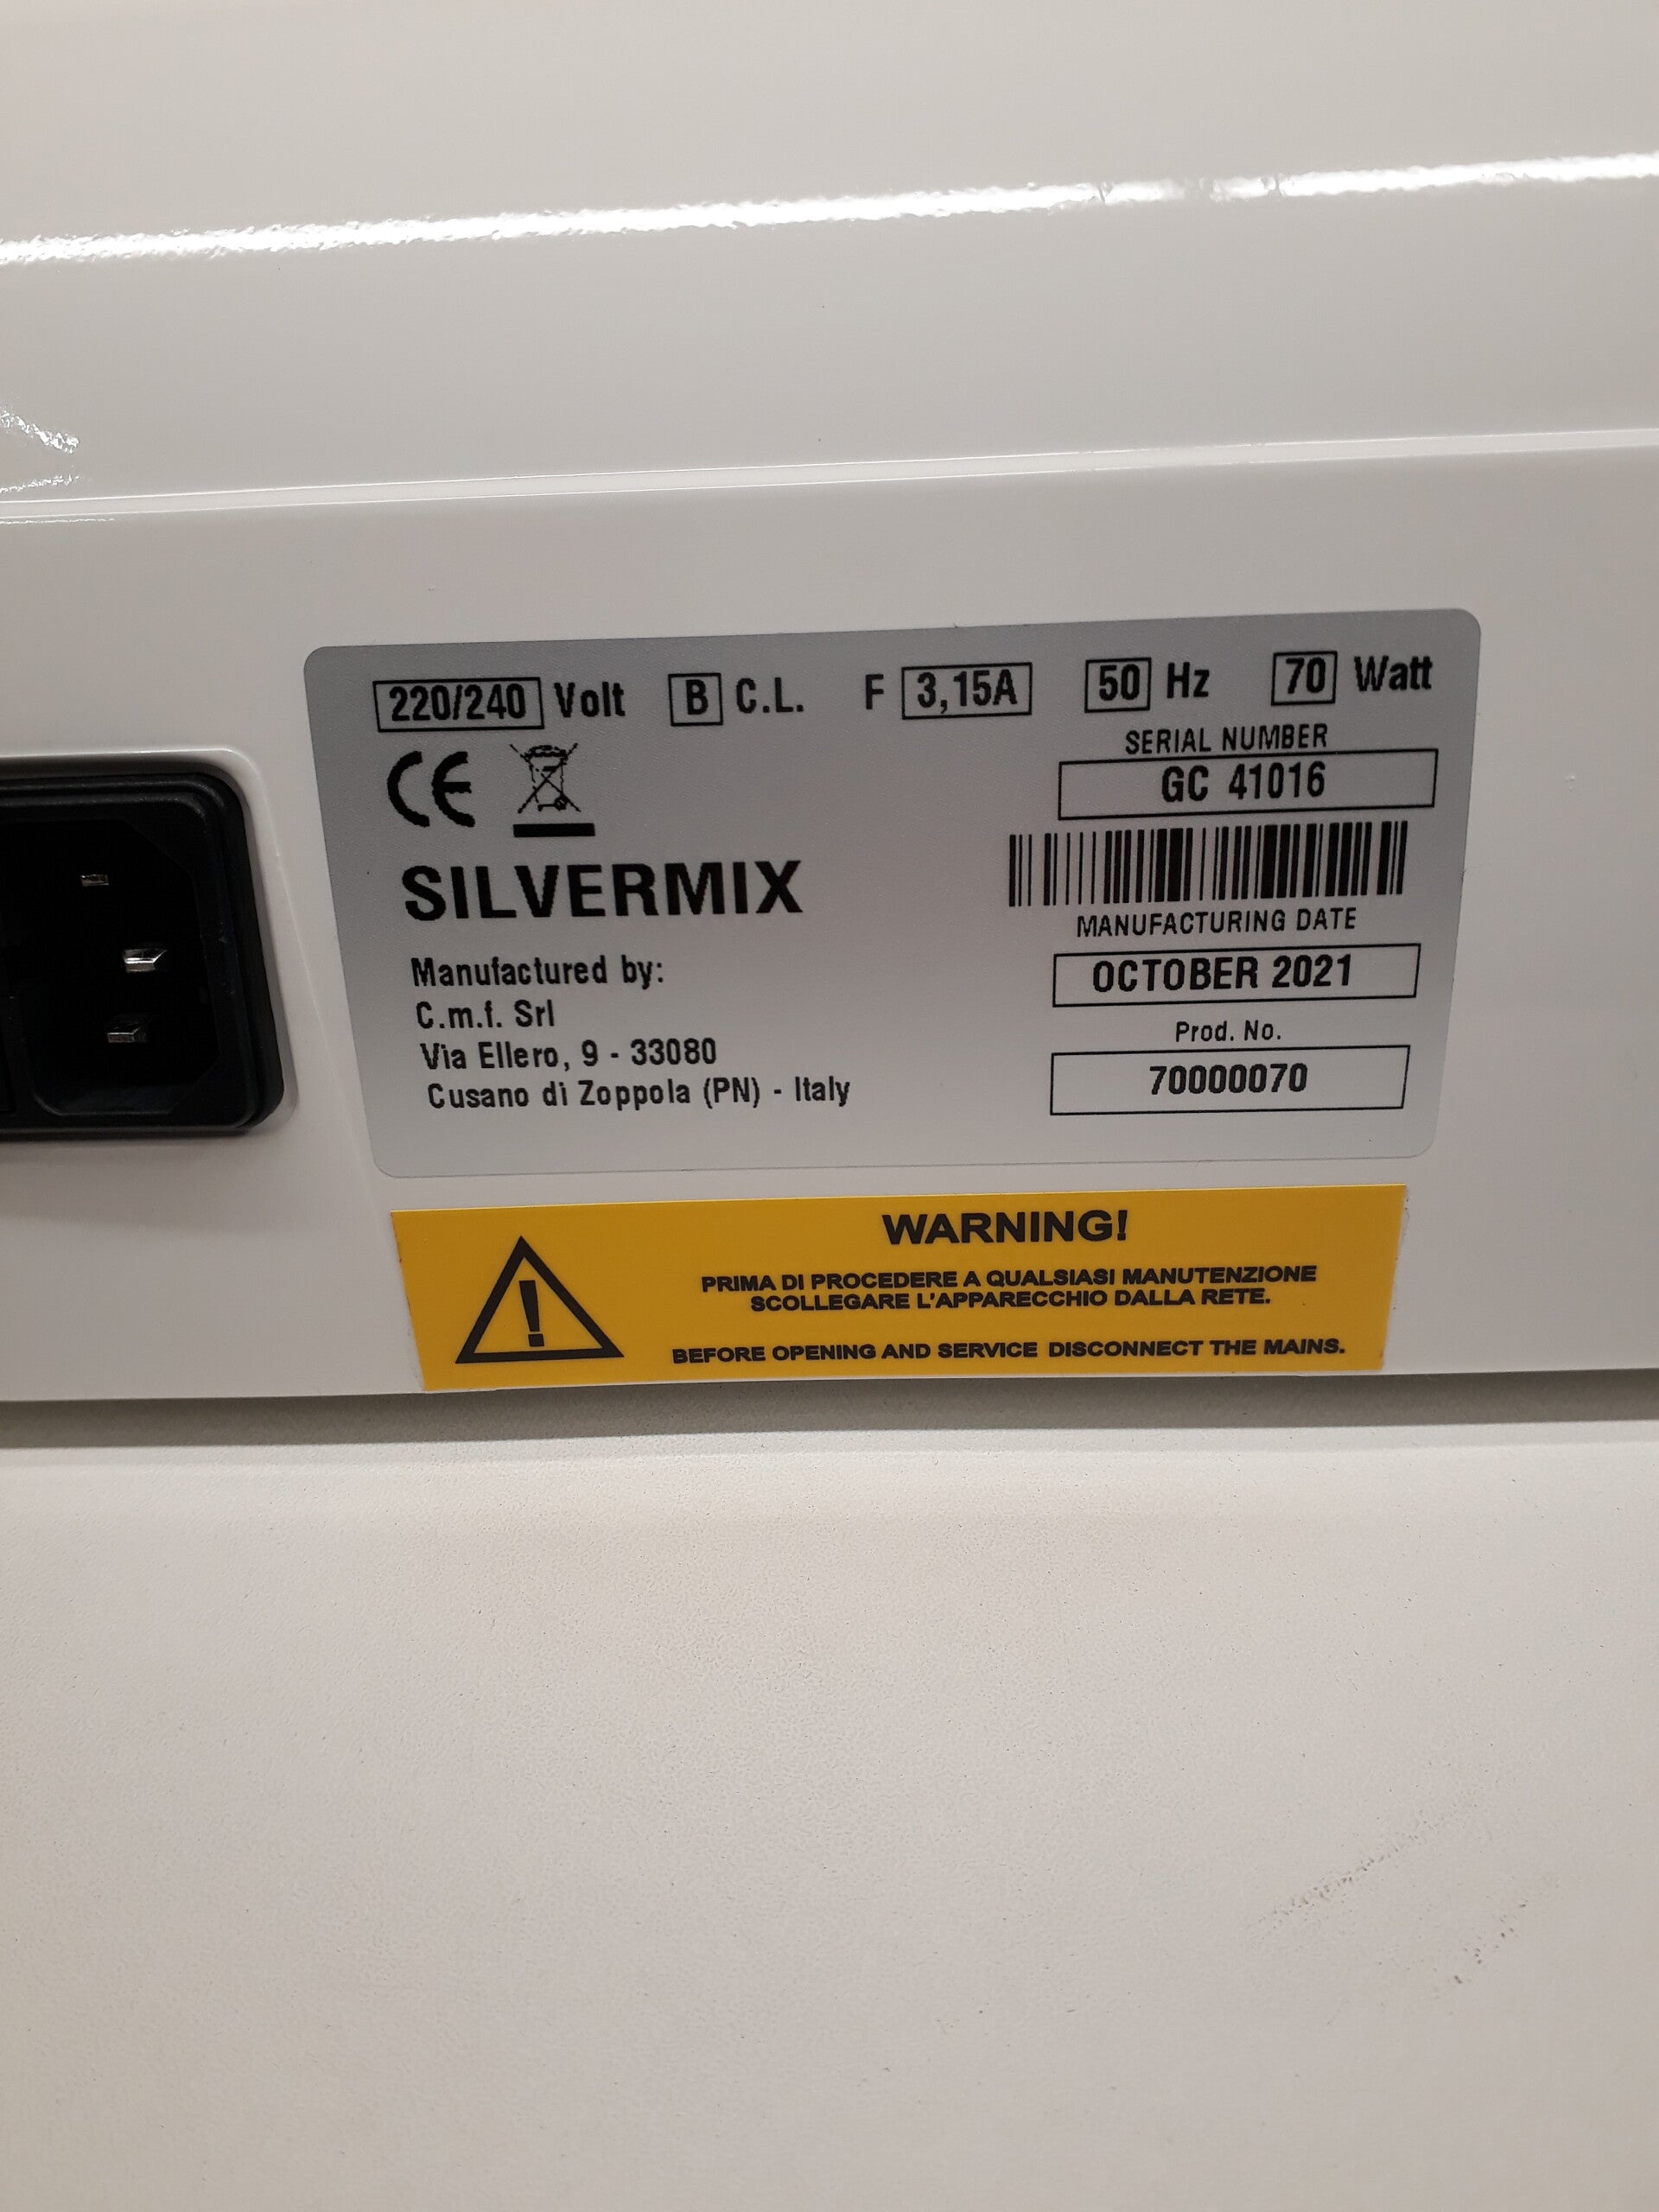 220/240 Volt B C.L. F 3,15A 50 Hz 70 Watt
SERIAL NUMBER
GC 41016
CE
SILVERMIX
MANUFACTURING DATE
OCTOBER 2021
Manufactured by:
C.m.f. Srl
Via Ellero, 9 - 33080
Cusano di Zoppola (PN) - Italy
Prod. No.
70000070
WARNING!
PRIMA DI PROCEDERE A QUALSIASI MANUTENZIONE
SCOLLEGARE L'APPARECCHIO DALLA RETE.
BEFORE OPENING AND SERVICE DISCONNECT THE MAINS.